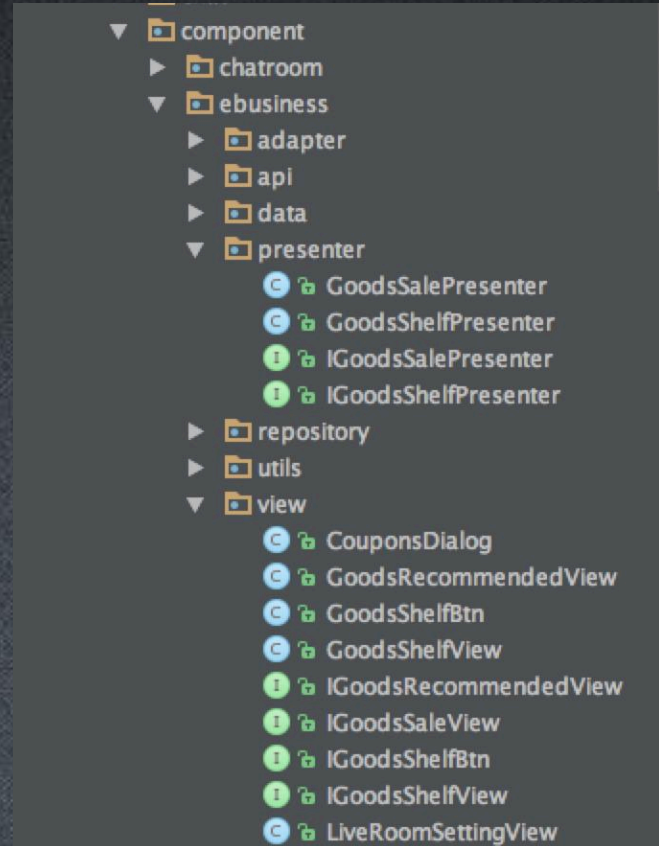 component
chatroom
ebusiness
adapter
api
data
presenter
GoodsSalePresenter
GoodsShelfPresenter
IGoodsSalePresenter
IGoodsShelfPresenter
repository
utils
view
CouponsDialog
GoodsRecommendedView
GoodsShelfBtn
GoodsShelfView
IGoodsRecommendedView
IGoodsSaleView
IGoodsShelfBtn
IGoodsShelfView
LiveRoomSettingView